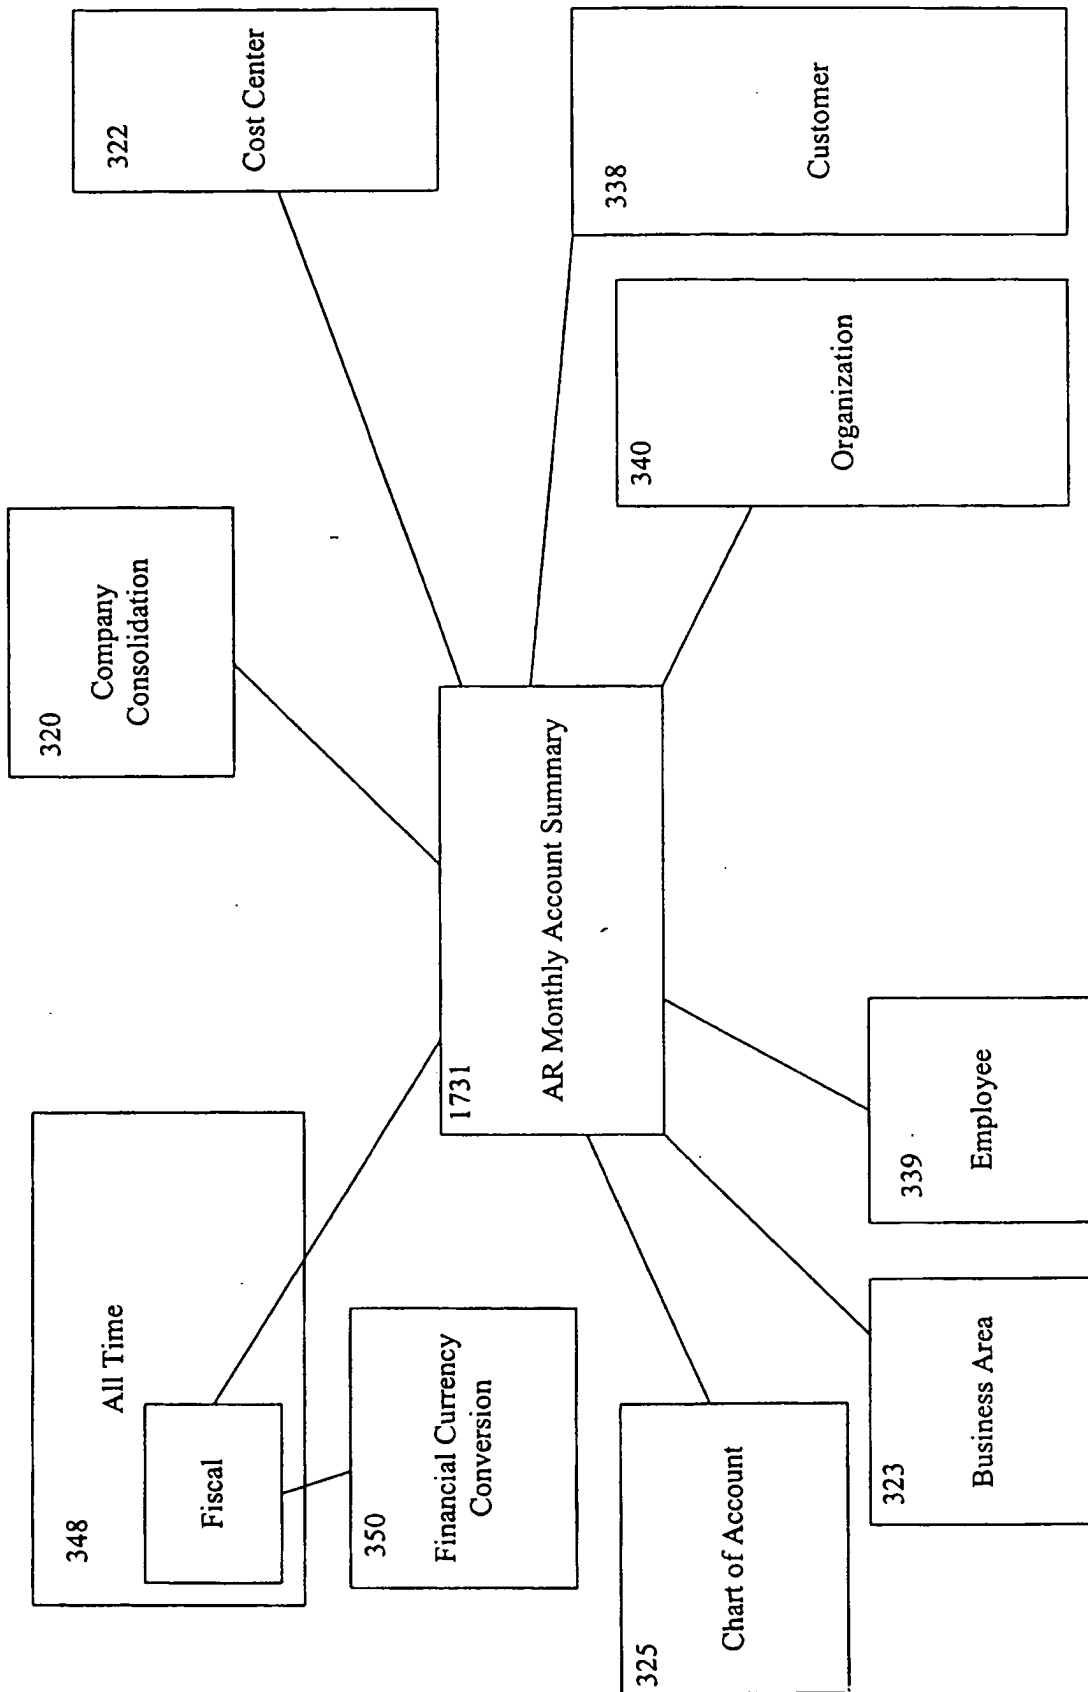 348
All Time
Fiscal
350
Financial Currency
Conversion
320
Company
Consolidation
322
Cost Center
1731
AR Monthly Account Summary
325
Chart of Account
323
Business Area
339
Employee
340
Organization
338
Customer